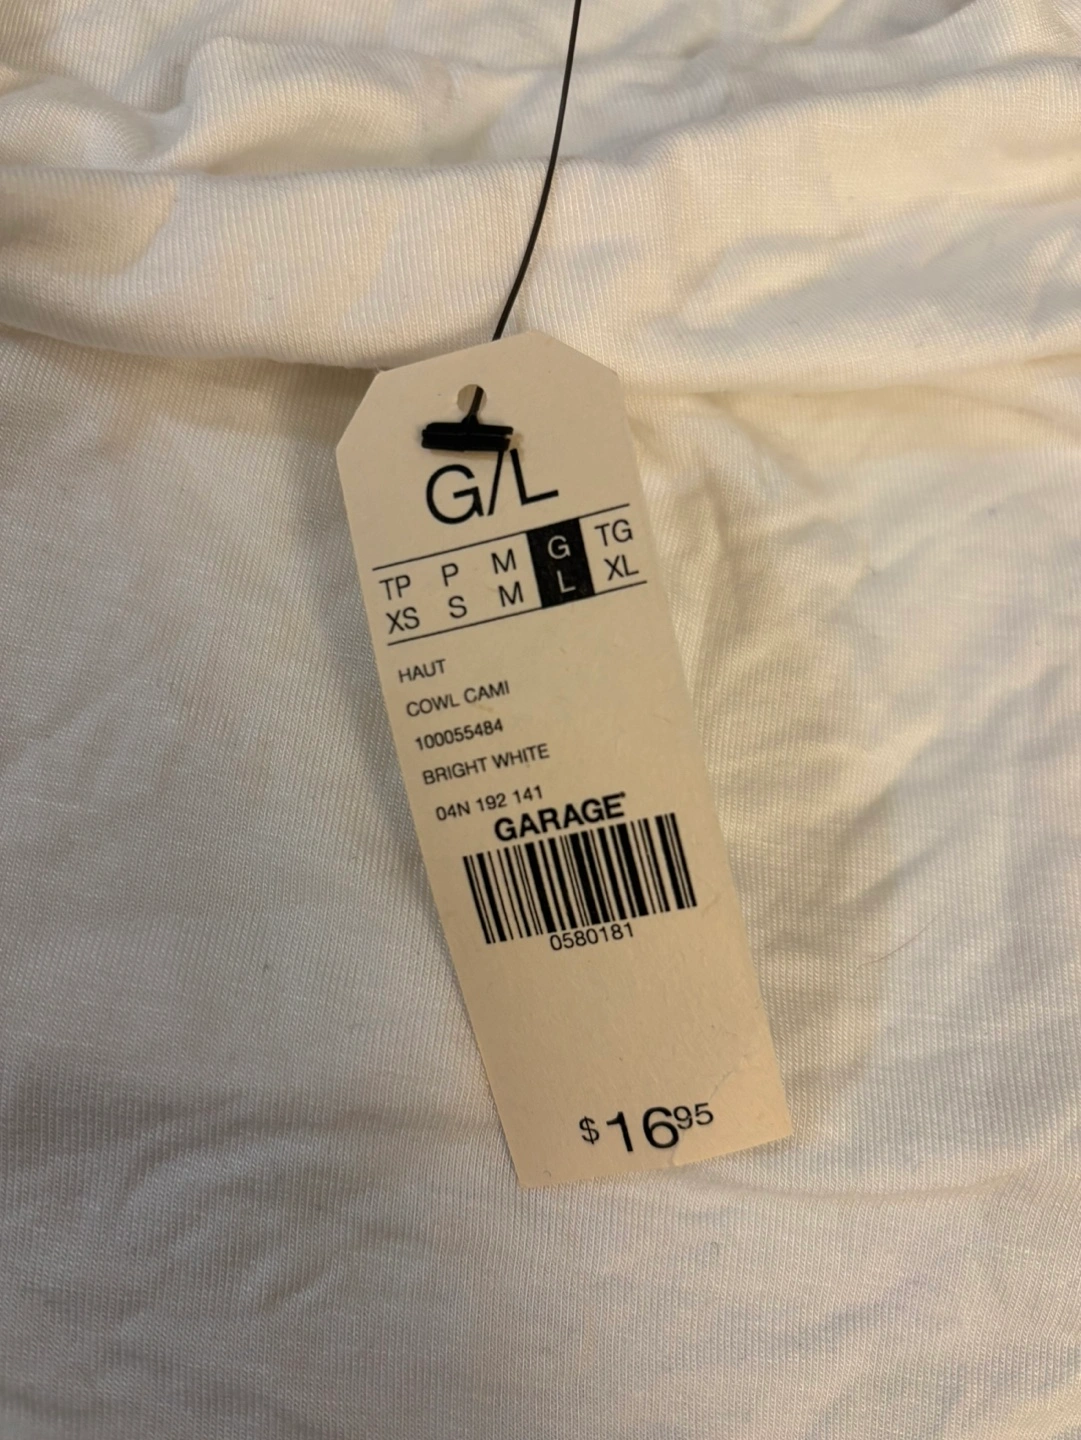 G/L
TP P M G TG
XS S M L XL
HAUT
COWL CAMI
100055484
BRIGHT WHITE
04N 192 141
GARAGE
0580181
$16.95